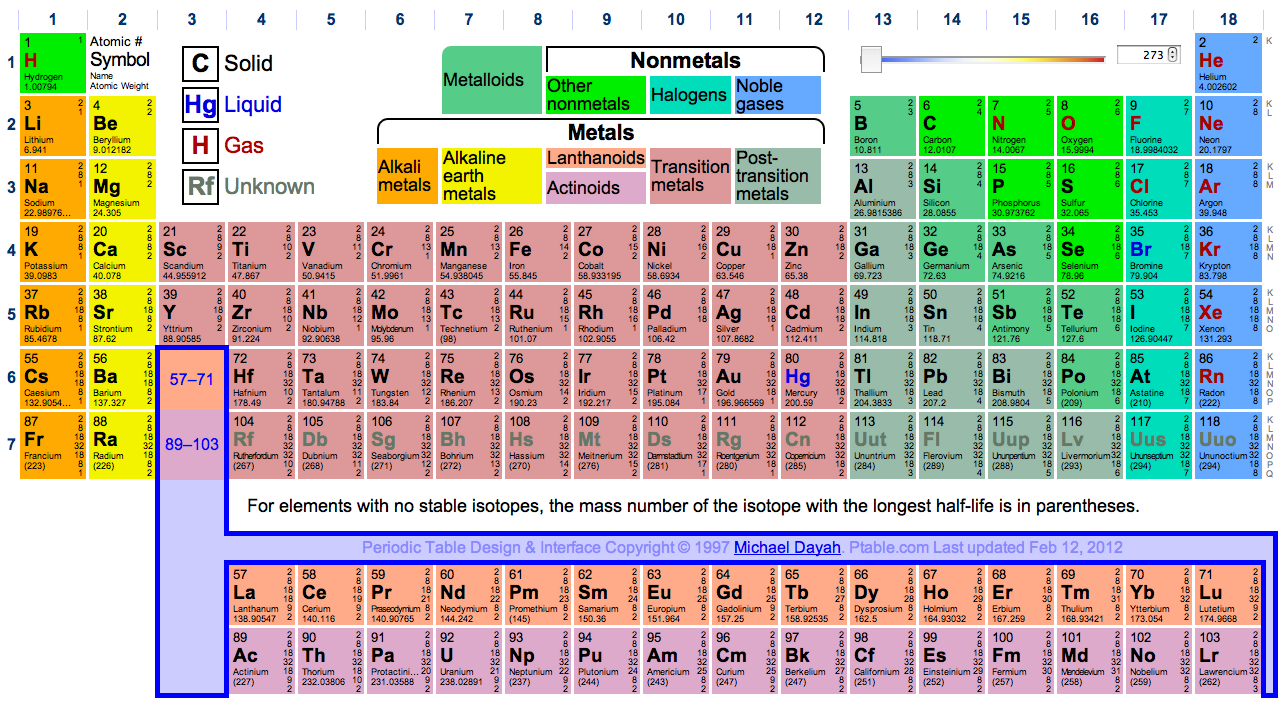 1 2 3 4 5 6 7 8 9 10 11 12 13 14 15 16 17 18
Atomic #
Symbol
Name
Atomic Weight
C Solid
Hg Liquid
H Gas
Rf Unknown
Metalloids
Nonmetals
Other nonmetals
Halogens
Noble gases
Metals
Alkali metals
Alkaline earth metals
Lanthanoids
Actinoids
Transition metals
Post-transition metals
273
1
1 2
H He
Hydrogen Helium
1.00794 4.002602
K
2
3 4 5 6 7 8 9 10
Li Be B C N O F Ne
Lithium Beryllium Boron Carbon Nitrogen Oxygen Fluorine Neon
6.941 9.012182 10.811 12.0107 14.0067 15.9994 18.9984032 20.1797
K L
3
11 12 13 14 15 16 17 18
Na Mg Al Si P S Cl Ar
Sodium Magnesium Aluminium Silicon Phosphorus Sulfur Chlorine Argon
22.98976... 24.305 26.9815386 28.0855 30.973762 32.065 35.453 39.948
K L M
4
19 20 21 22 23 24 25 26 27 28 29 30 31 32 33 34 35 36
K Ca Sc Ti V Cr Mn Fe Co Ni Cu Zn Ga Ge As Se Br Kr
Potassium Calcium Scandium Titanium Vanadium Chromium Manganese Iron Cobalt Nickel Copper Zinc Gallium Germanium Arsenic Selenium Bromine Krypton
39.0983 40.078 44.955912 47.867 50.9415 51.9961 54.938045 55.845 58.933195 58.6934 63.546 65.38 69.723 72.63 74.9216 78.96 79.904 83.798
K L M N
5
37 38 39 40 41 42 43 44 45 46 47 48 49 50 51 52 53 54
Rb Sr Y Zr Nb Mo Tc Ru Rh Pd Ag Cd In Sn Sb Te I Xe
Rubidium Strontium Yttrium Zirconium Niobium Molybdenum Technetium Ruthenium Rhodium Palladium Silver Cadmium Indium Tin Antimony Tellurium Iodine Xenon
85.4678 87.62 88.90585 91.224 92.90638 95.96 (98) 101.07 102.9055 106.42 107.8682 112.411 114.818 118.71 121.76 127.6 126.90447 131.293
K L M N O
6
55 56 57–71 72 73 74 75 76 77 78 79 80 81 82 83 84 85 86
Cs Ba Hf Ta W Re Os Ir Pt Au Hg Tl Pb Bi Po At Rn
Caesium Barium Hafnium Tantalum Tungsten Rhenium Osmium Iridium Platinum Gold Mercury Thallium Lead Bismuth Polonium Astatine Radon
132.9054... 137.327 178.49 180.94788 183.84 186.207 190.23 192.217 195.084 196.966569 200.59 204.3833 207.2 208.9804 (209) (210) (222)
K L M N O P
7
87 88 89–103 104 105 106 107 108 109 110 111 112 113 114 115 116 117 118
Fr Ra Rf Db Sg Bh Hs Mt Ds Rg Cn Uut Fl Uup Lv Uus Uuo
Francium Radium Rutherfordium Dubnium Seaborgium Bohrium Hassium Meitnerium Darmstadtium Roentgenium Copernicium Ununtrium Flerovium Ununpentium Livermorium Ununseptium Ununoctium
(223) (226) (267) (268) (271) (272) (270) (276) (281) (280) (285) (284) (289) (288) (293) (294) (294)
K L M N O P Q
For elements with no stable isotopes, the mass number of the isotope with the longest half-life is in parentheses.
Periodic Table Design & Interface Copyright © 1997 Michael Dayah. Ptable.com Last updated Feb 12, 2012
57 58 59 60 61 62 63 64 65 66 67 68 69 70 71
La Ce Pr Nd Pm Sm Eu Gd Tb Dy Ho Er Tm Yb Lu
Lanthanum Cerium Praseodymium Neodymium Promethium Samarium Europium Gadolinium Terbium Dysprosium Holmium Erbium Thulium Ytterbium Lutetium
138.90547 140.116 140.90765 144.242 (145) 150.36 151.964 157.25 158.92535 162.5 164.93032 167.259 168.93421 173.054 174.9668
89 90 91 92 93 94 95 96 97 98 99 100 101 102 103
Ac Th Pa U Np Pu Am Cm Bk Cf Es Fm Md No Lr
Actinium Thorium Protactini... Uranium Neptunium Plutonium Americium Curium Berkelium Californium Einsteinium Fermium Mendelevium Nobelium Lawrencium
(227) 232.03806 231.03588 238.02891 (237) (244) (243) (247) (247) (251) (252) (257) (258) (259) (262)